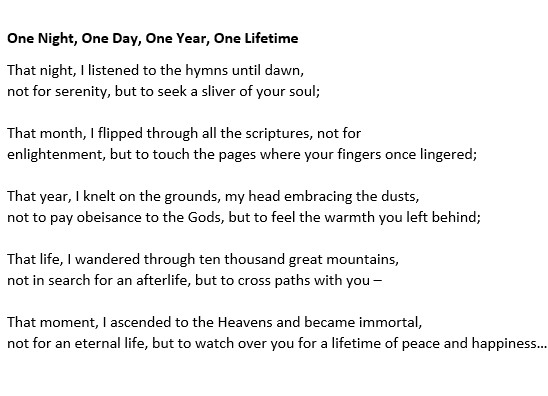 One Night, One Day, One Year, One Lifetime
That night, I listened to the hymns until dawn,
not for serenity, but to seek a sliver of your soul;
That month, I flipped through all the scriptures, not for
enlightenment, but to touch the pages where your fingers once lingered;
That year, I knelt on the grounds, my head embracing the dusts,
not to pay obeisance to the Gods, but to feel the warmth you left behind;
That life, I wandered through ten thousand great mountains,
not in search for an afterlife, but to cross paths with you –
That moment, I ascended to the Heavens and became immortal,
not for an eternal life, but to watch over you for a lifetime of peace and happiness...